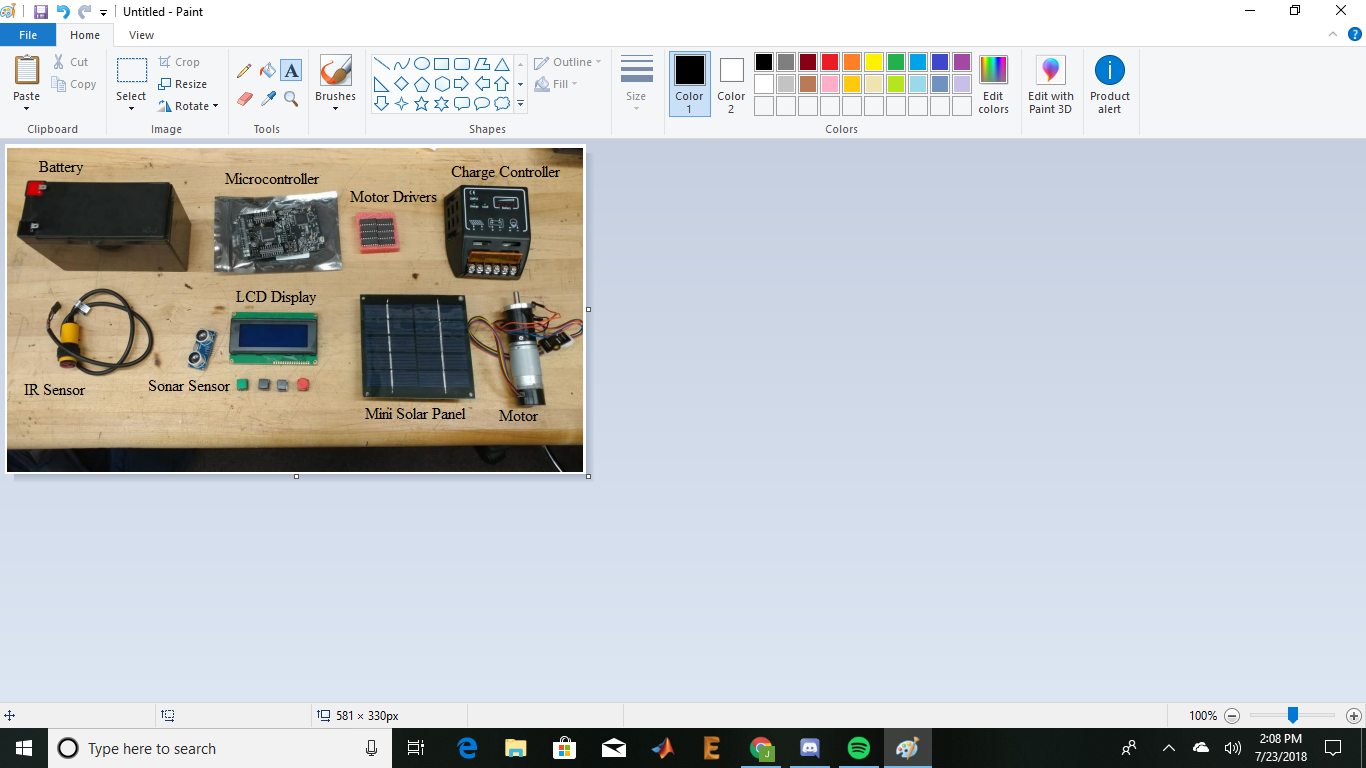 Untitled - Paint
File
Home
View
Paste
Cut
Copy
Clipboard
Select
Crop
Resize
Rotate
Image
A
Tools
Brushes
Shapes
Outline
Fill
Size
Color
1
Color
2
Colors
Edit
colors
Edit with
Paint 3D
Product
alert
Battery
Microcontroller
Motor Drivers
Charge Controller
LCD Display
IR Sensor
Sonar Sensor
Mini Solar Panel
Motor
581 × 330px
100%
Type here to search
2:08 PM
7/23/2018